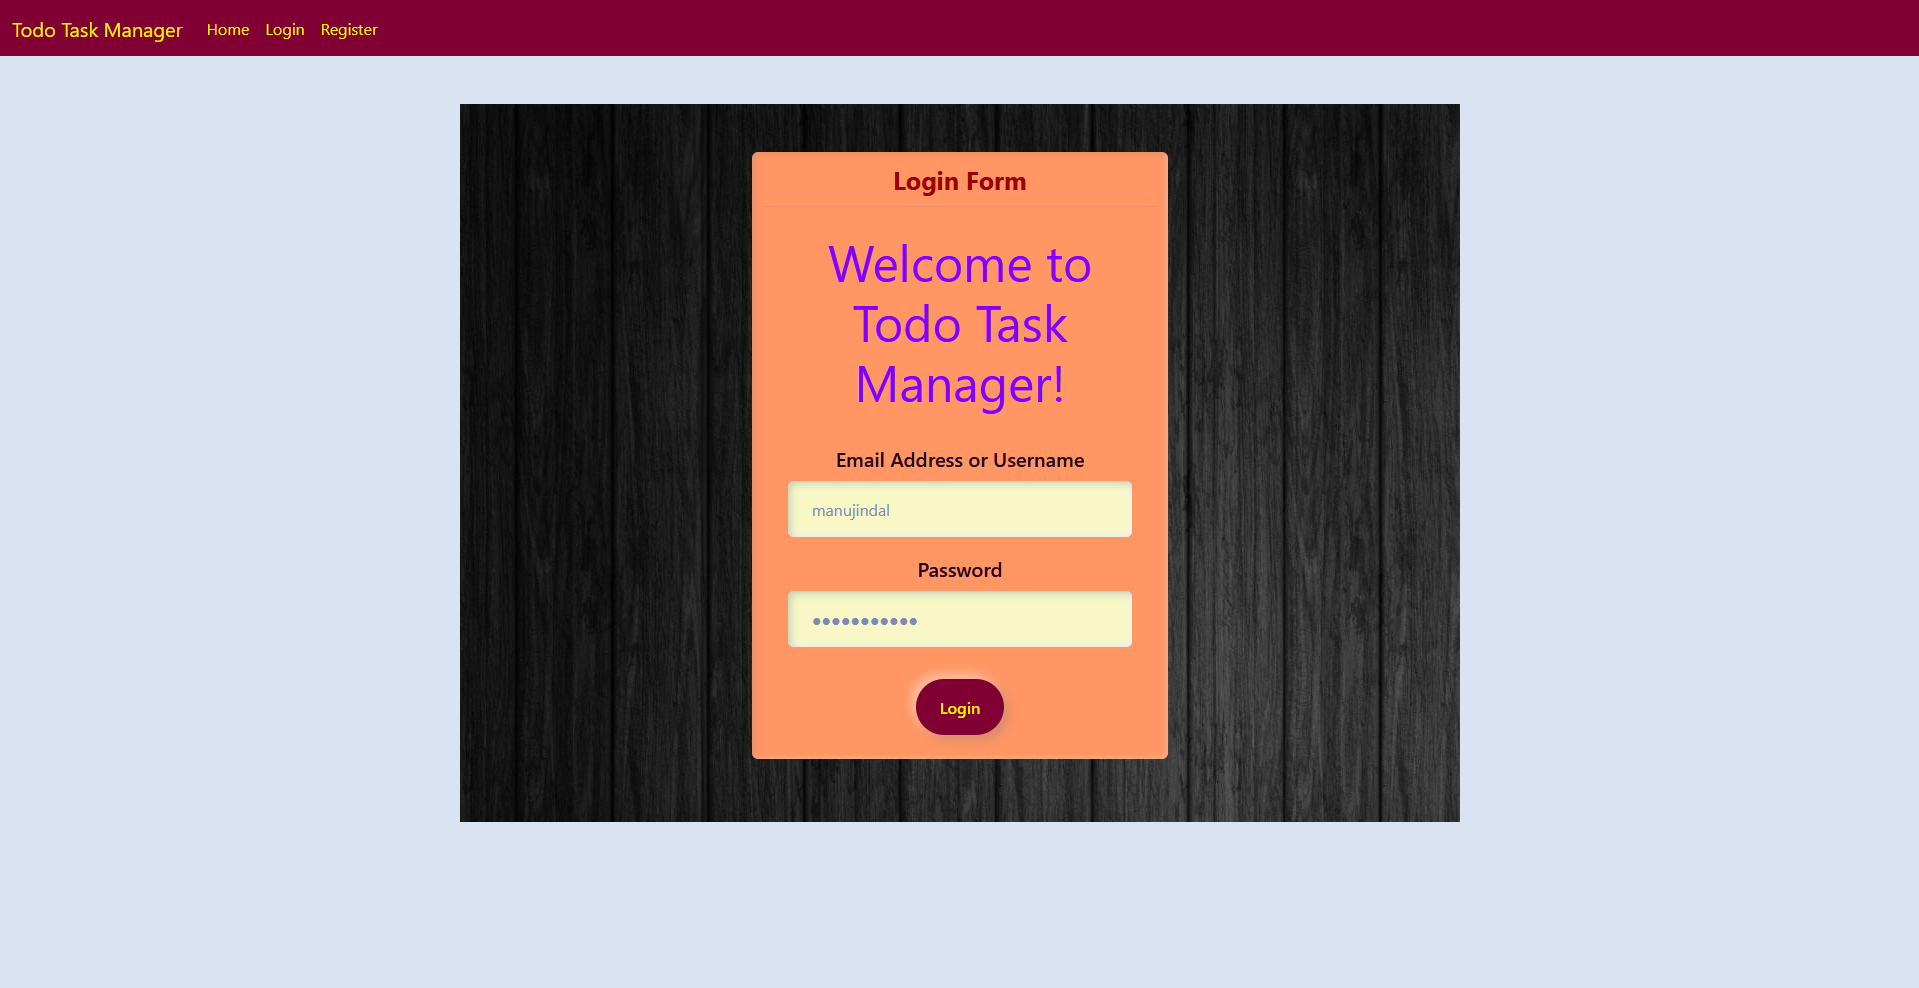 Todo Task Manager Home Login Register
Login Form
Welcome to
Todo Task
Manager!
Email Address or Username
manujindal
Password
•••••••••••
Login